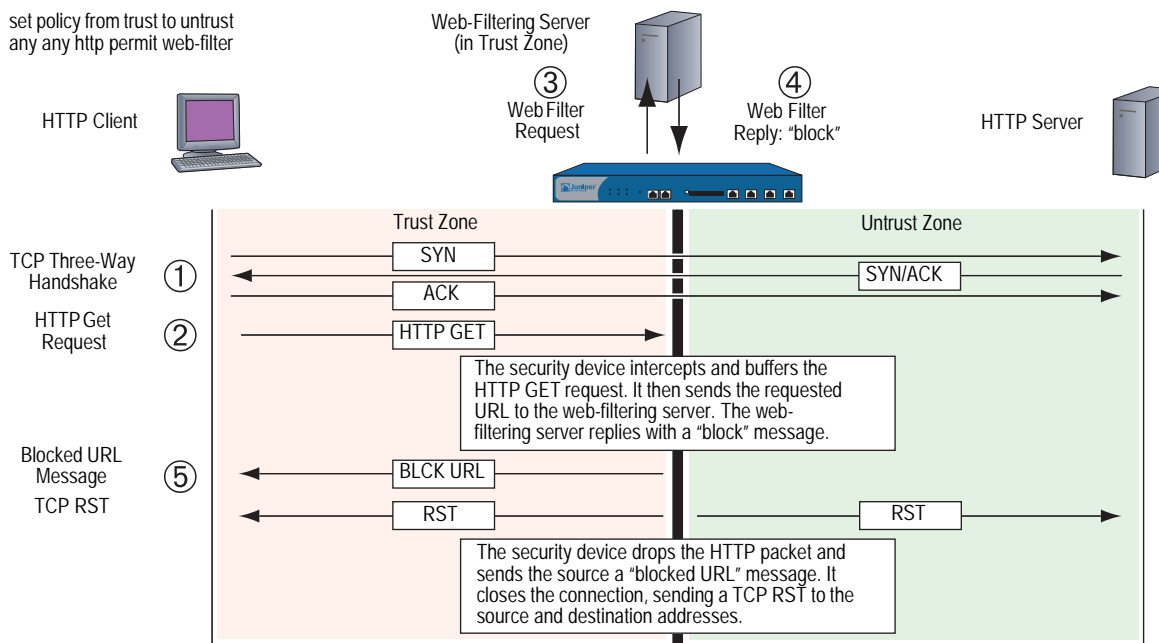 set policy from trust to untrust
any any http permit web-filter
Web-Filtering Server
(in Trust Zone)
③
Web Filter
Request
④
Web Filter
Reply: “block”
HTTP Client
HTTP Server
Juniper
Trust Zone
Untrust Zone
TCP Three-Way
Handshake
①
SYN
SYN/ACK
ACK
HTTP Get
Request
②
HTTP GET
The security device intercepts and buffers the
HTTP GET request. It then sends the requested
URL to the web-filtering server. The web-
filtering server replies with a “block” message.
Blocked URL
Message
⑤
BLCK URL
TCP RST
RST
RST
The security device drops the HTTP packet and
sends the source a “blocked URL” message. It
closes the connection, sending a TCP RST to the
source and destination addresses.